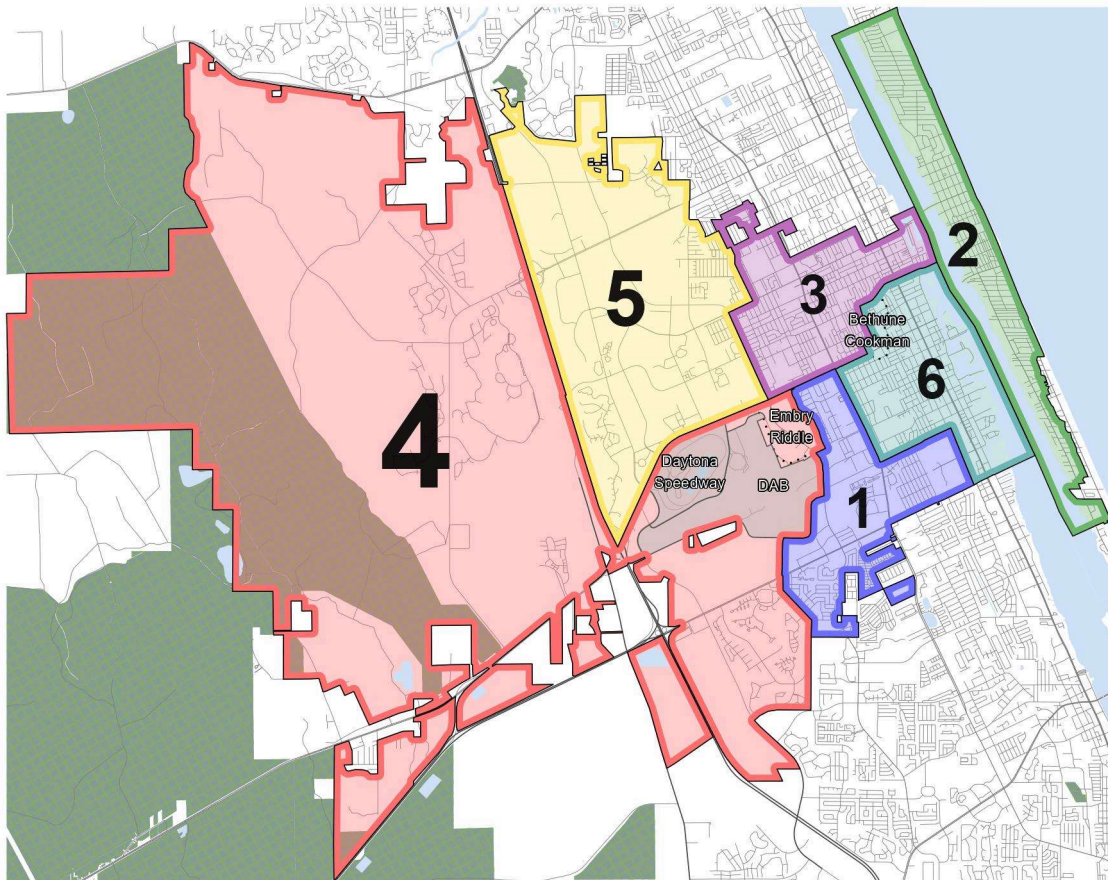 2
5
3
Bethune
Cookman
6
4
Embry
Riddle
Daytona
Speedway
DAB
1